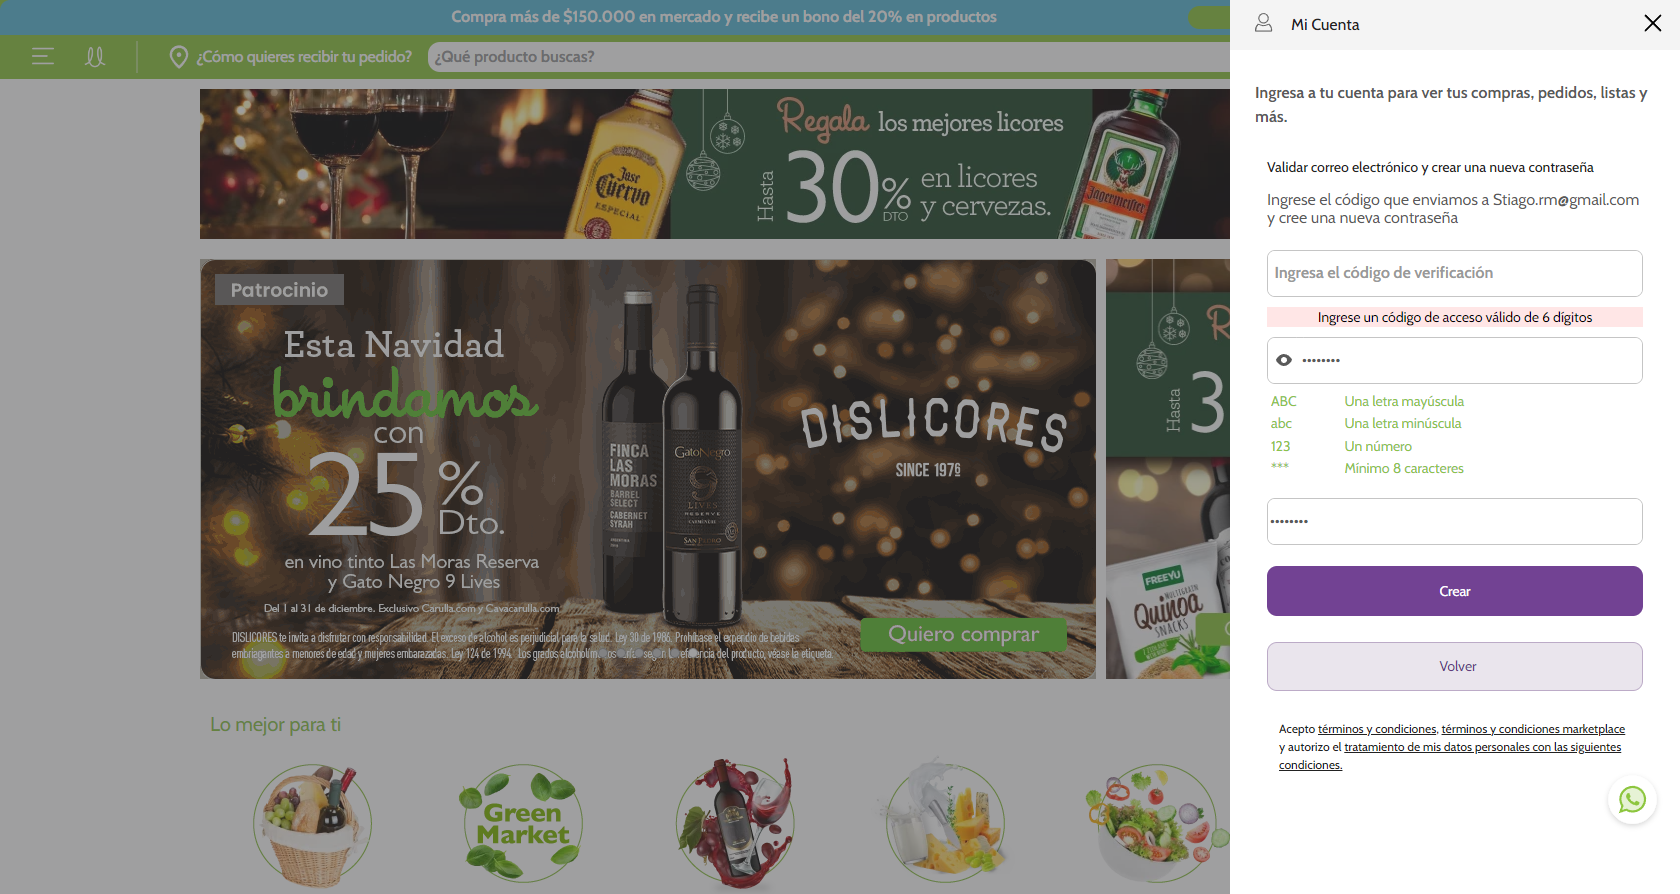 Compra más de $150.000 en mercado y recibe un bono del 20% en productos
¿Cómo quieres recibir tu pedido?
¿Qué producto buscas?
Regala los mejores licores
Hasta 30% DTO en licores
y cervezas.
Jose
Cuervo
ESPECIAL
Jägermeister
Patrocinio
Esta Navidad
brindamos
con
25% Dto.
en vino tinto Las Moras Reserva
y Gato Negro 9 Lives
Del 1 al 31 de diciembre. Exclusivo Carulla.com y Cavacarulla.com
DISLICORES te invita a disfrutar con responsabilidad. El exceso de alcohol es perjudicial para la salud. Ley 30 de 1986. Prohíbase el expendio de bebidas
embriagantes a menores de edad y mujeres embarazadas. Ley 124 de 1994. Los grados del producto, véase la etiqueta.
FINCA
LAS
MORAS
BARREL
SELECT
CABERNET
SYRAH
GatoNegro
9
LIVES
RESERVE
SAN PEDRO
DISLICORES
SINCE 1976
Quiero comprar
R
Hasta
3
FREEYU
MULTIGRAIN
Quinoa
SNACKS
Lo mejor para ti
Green
Market
Mi Cuenta
Ingresa a tu cuenta para ver tus compras, pedidos, listas y
más.
Validar correo electrónico y crear una nueva contraseña
Ingrese el código que enviamos a Stiago.rm@gmail.com
y cree una nueva contraseña
Ingresa el código de verificación
Ingrese un código de acceso válido de 6 dígitos
••••••••
ABC Una letra mayúscula
abc Una letra minúscula
123 Un número
*** Mínimo 8 caracteres
••••••••
Crear
Volver
Acepto términos y condiciones, términos y condiciones marketplace
y autorizo el tratamiento de mis datos personales con las siguientes
condiciones.